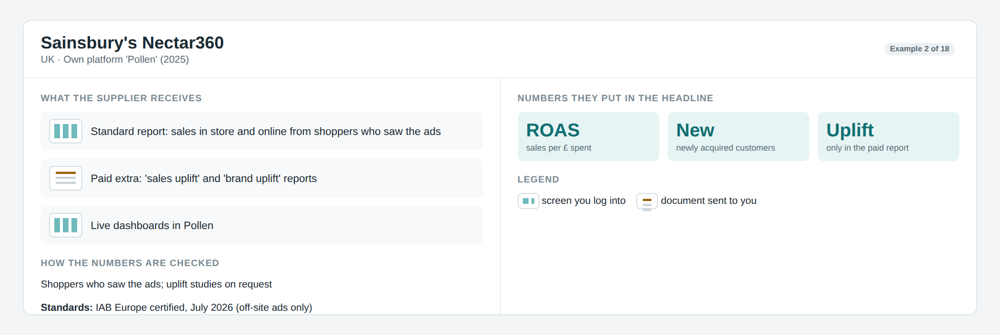 Sainsbury's Nectar360
UK · Own platform 'Pollen' (2025)
Example 2 of 18
WHAT THE SUPPLIER RECEIVES
Standard report: sales in store and online from shoppers who saw the ads
Paid extra: 'sales uplift' and 'brand uplift' reports
Live dashboards in Pollen
HOW THE NUMBERS ARE CHECKED
Shoppers who saw the ads; uplift studies on request
Standards: IAB Europe certified, July 2026 (off-site ads only)
NUMBERS THEY PUT IN THE HEADLINE
ROAS
sales per £ spent
New
newly acquired customers
Uplift
only in the paid report
LEGEND
screen you log into
document sent to you